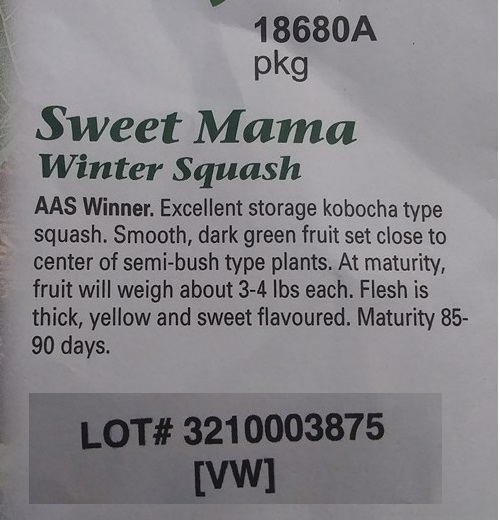 18680A
pkg
Sweet Mama
Winter Squash
AAS Winner. Excellent storage kobocha type
squash. Smooth, dark green fruit set close to
center of semi-bush type plants. At maturity,
fruit will weigh about 3-4 lbs each. Flesh is
thick, yellow and sweet flavoured. Maturity 85-
90 days.
LOT# 3210003875
[VW]